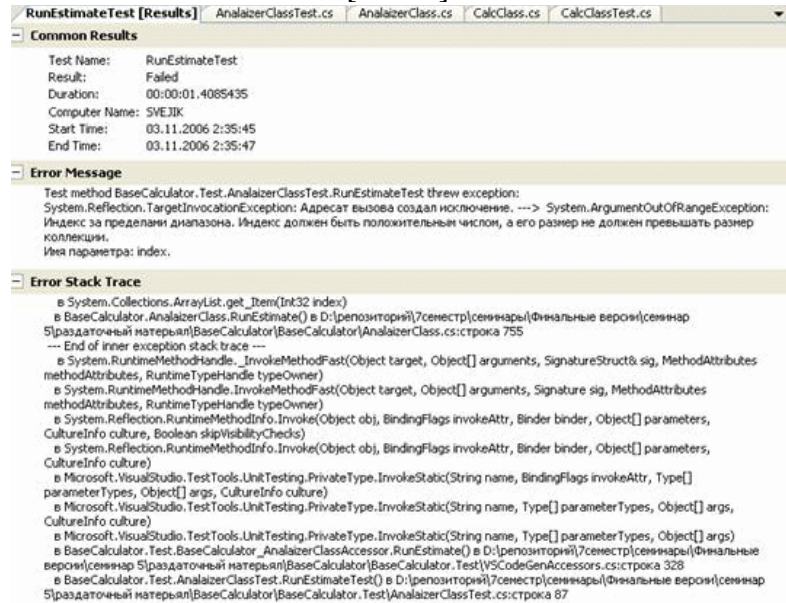 RunEstimateTest [Results] AnalaizerClassTest.cs AnalaizerClass.cs CalcClass.cs CalcClassTest.cs
Common Results
Test Name: RunEstimateTest
Result: Failed
Duration: 00:00:01.4085435
Computer Name: SVEJIK
Start Time: 03.11.2006 2:35:45
End Time: 03.11.2006 2:35:47
Error Message
Test method BaseCalculator.Test.AnalaizerClassTest.RunEstimateTest threw exception:
System.Reflection.TargetInvocationException: Адресат вызова создал исключение. ---> System.ArgumentOutOfRangeException:
Индекс за пределами диапазона. Индекс должен быть положительным числом, а его размер не должен превышать размер
коллекции.
Имя параметра: index.
Error Stack Trace
в System.Collections.ArrayList.get_Item(Int32 index)
в BaseCalculator.AnalaizerClass.RunEstimate() в D:\репозиторий\7семестр\семинары\Финальные версии\семинар
5\раздаточный матерьял\BaseCalculator\BaseCalculator\AnalaizerClass.cs:строка 755
--- End of inner exception stack trace ---
в System.RuntimeMethodHandle._InvokeMethodFast(Object target, Object[] arguments, SignatureStruct& sig, MethodAttributes
methodAttributes, RuntimeTypeHandle typeOwner)
в System.RuntimeMethodHandle.InvokeMethodFast(Object target, Object[] arguments, Signature sig, MethodAttributes
methodAttributes, RuntimeTypeHandle typeOwner)
в System.Reflection.RuntimeMethodInfo.Invoke(Object obj, BindingFlags invokeAttr, Binder binder, Object[] parameters,
CultureInfo culture, Boolean skipVisibilityChecks)
в System.Reflection.RuntimeMethodInfo.Invoke(Object obj, BindingFlags invokeAttr, Binder binder, Object[] parameters,
CultureInfo culture)
в Microsoft.VisualStudio.TestTools.UnitTesting.PrivateType.InvokeStatic(String name, BindingFlags invokeAttr, Type[]
parameterTypes, Object[] args, CultureInfo culture)
в Microsoft.VisualStudio.TestTools.UnitTesting.PrivateType.InvokeStatic(String name, Type[] parameterTypes, Object[] args,
CultureInfo culture)
в Microsoft.VisualStudio.TestTools.UnitTesting.PrivateType.InvokeStatic(String name, Type[] parameterTypes, Object[] args)
в BaseCalculator.Test.BaseCalculator_AnalaizerClassAccessor.RunEstimate() в D:\репозиторий\7семестр\семинары\Финальные
версии\семинар 5\раздаточный матерьял\BaseCalculator\BaseCalculator.Test\VSCodeGenAccessors.cs:строка 328
в BaseCalculator.Test.AnalaizerClassTest.RunEstimateTest() в D:\репозиторий\7семестр\семинары\Финальные версии\семинар
5\раздаточный матерьял\BaseCalculator\BaseCalculator.Test\AnalaizerClassTest.cs:строка 87